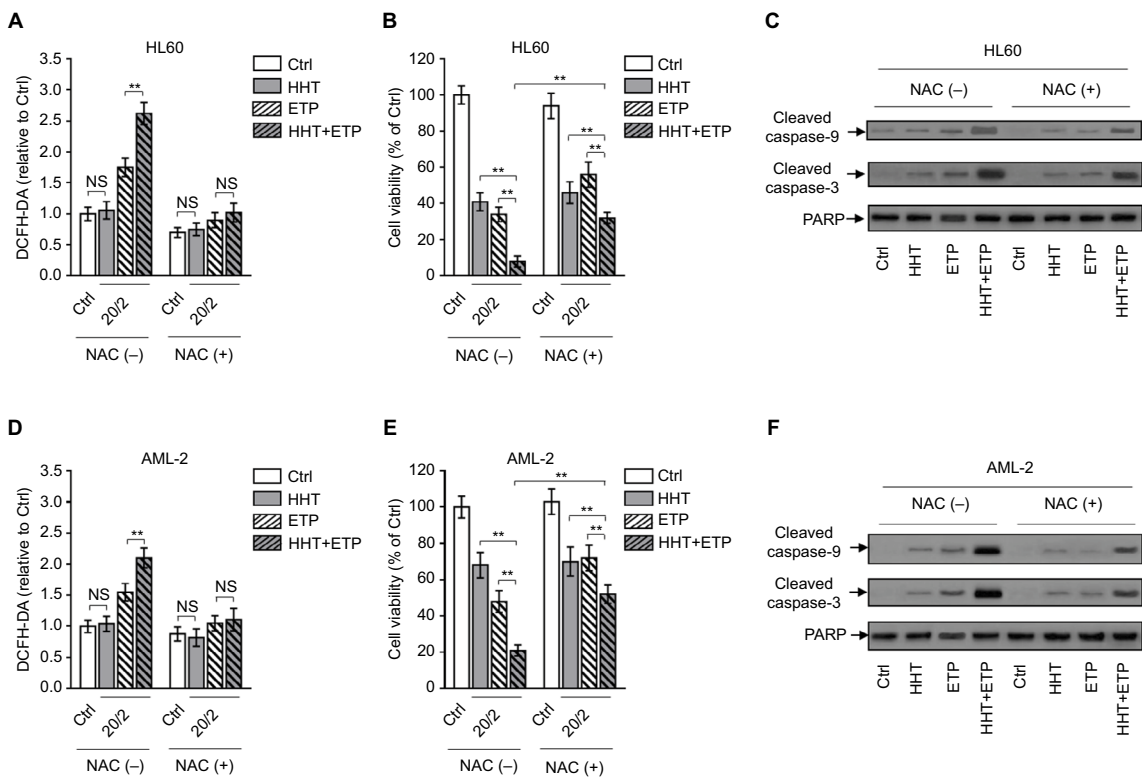 A
HL60
DCFH-DA (relative to Ctrl)
3.5
3.0
2.5
2.0
1.5
1.0
0.5
0.0
NS
**
NS
NS
Ctrl
20/2
Ctrl
20/2
NAC (–)
NAC (+)
Ctrl
HHT
ETP
HHT+ETP
B
HL60
Cell viability (% of Ctrl)
120
100
80
60
40
20
0
**
**
**
**
**
Ctrl
20/2
Ctrl
20/2
NAC (–)
NAC (+)
Ctrl
HHT
ETP
HHT+ETP
C
HL60
NAC (–)
NAC (+)
Cleaved
caspase-9
Cleaved
caspase-3
PARP
Ctrl
HHT
ETP
HHT+ETP
Ctrl
HHT
ETP
HHT+ETP
D
AML-2
DCFH-DA (relative to Ctrl)
3.5
3.0
2.5
2.0
1.5
1.0
0.5
0.0
NS
**
NS
NS
Ctrl
20/2
Ctrl
20/2
NAC (–)
NAC (+)
Ctrl
HHT
ETP
HHT+ETP
E
AML-2
Cell viability (% of Ctrl)
120
100
80
60
40
20
0
**
**
**
**
**
Ctrl
20/2
Ctrl
20/2
NAC (–)
NAC (+)
Ctrl
HHT
ETP
HHT+ETP
F
AML-2
NAC (–)
NAC (+)
Cleaved
caspase-9
Cleaved
caspase-3
PARP
Ctrl
HHT
ETP
HHT+ETP
Ctrl
HHT
ETP
HHT+ETP